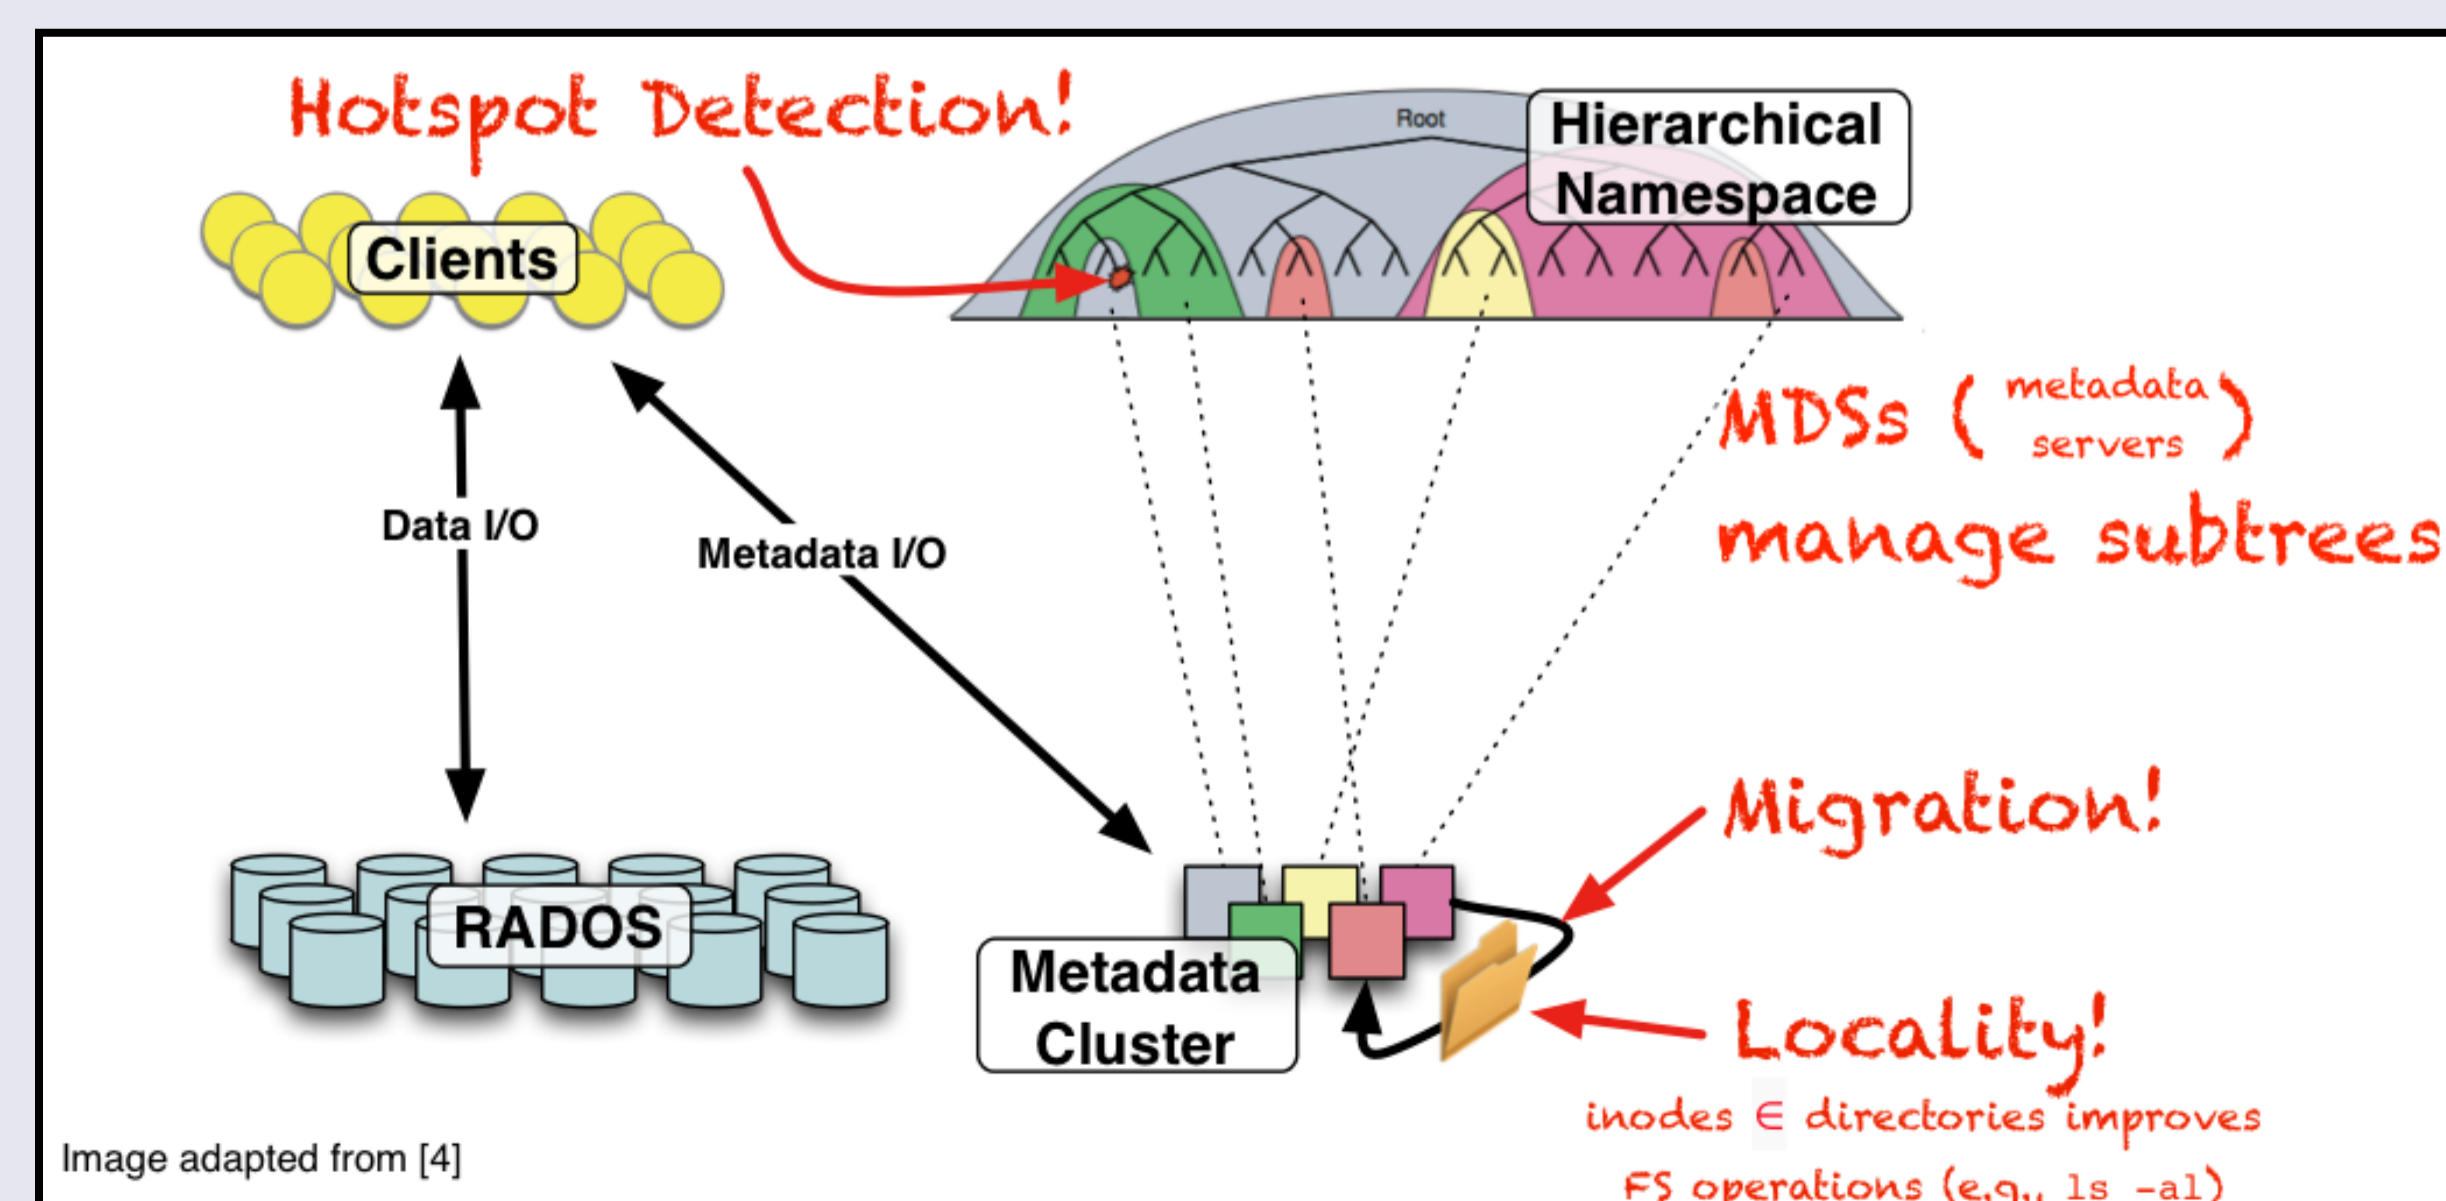 Hotspot Detection!
Root
Hierarchical
Namespace
Clients
MDSs ( metadata
servers )
manage subtrees
Data I/O
Metadata I/O
Migration!
RADOS
Metadata
Cluster
Locality!
inodes ∈ directories improves
FS operations (e.g., ls -al)
Image adapted from [4]